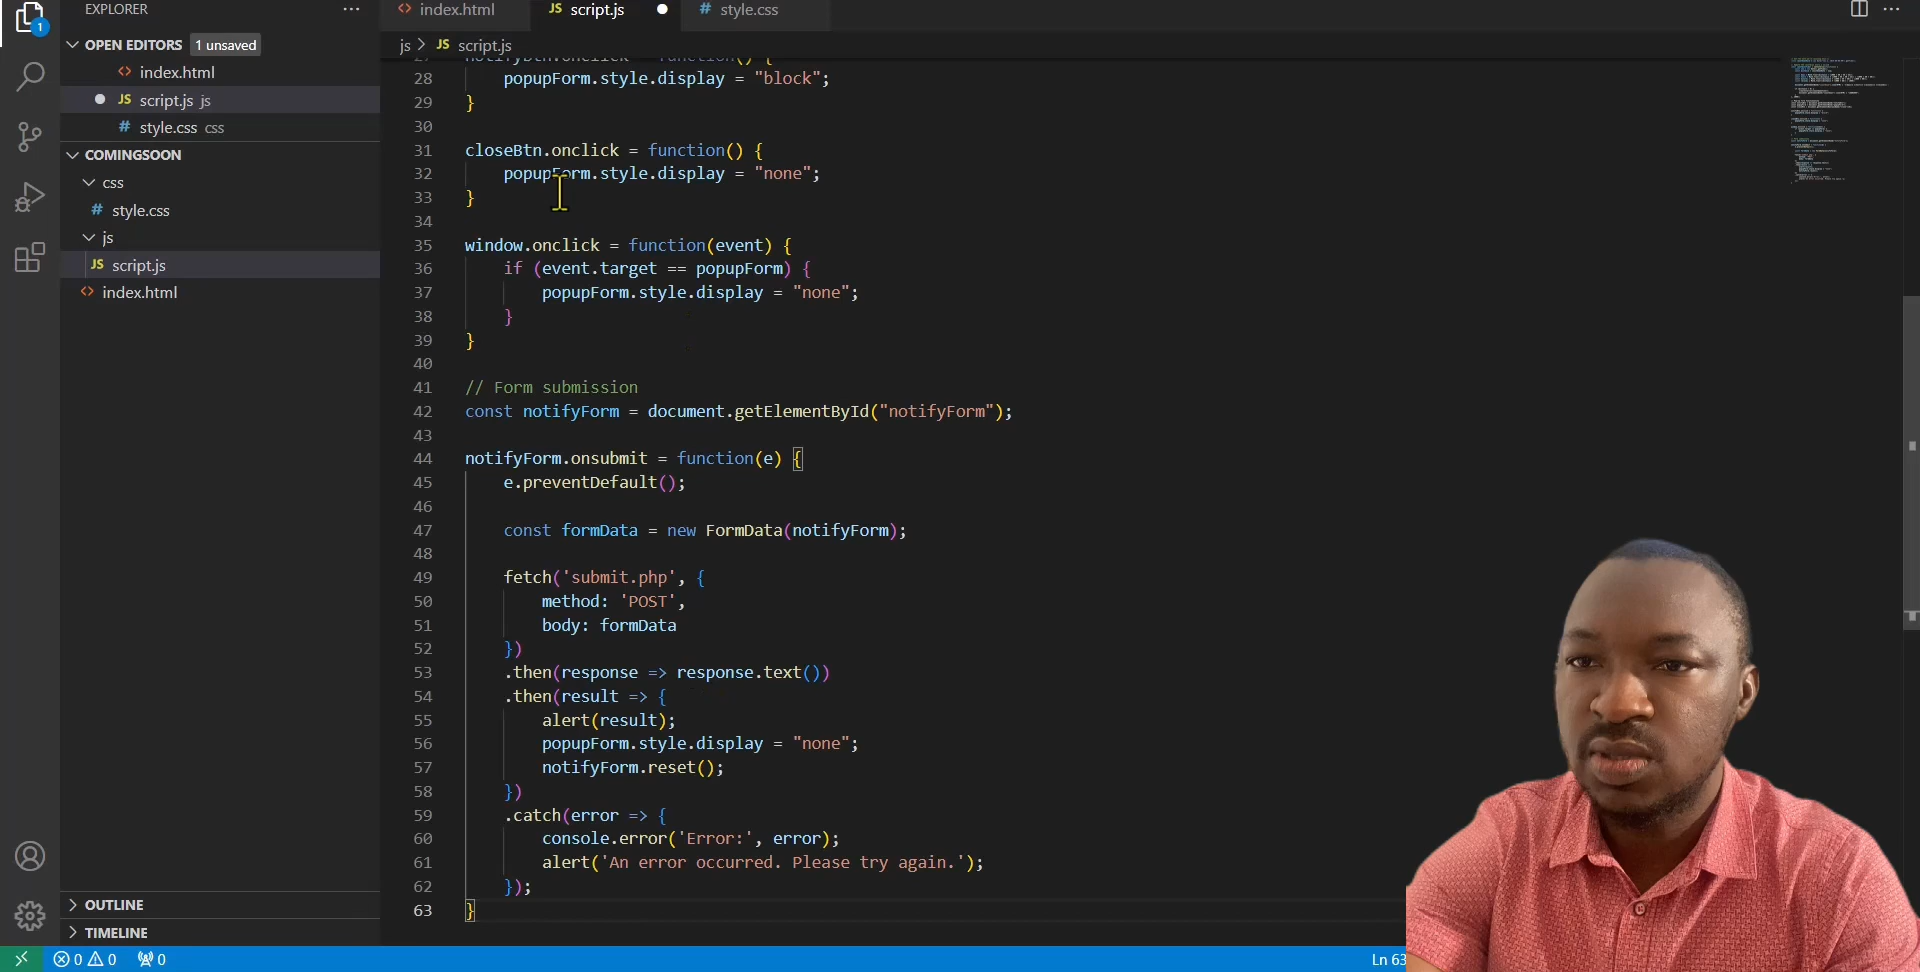 EXPLORER ···
<> index.html JS script.js # style.css ···
1
OPEN EDITORS 1 unsaved
js > JS script.js
<> index.html
JS script.js js
# style.css css
COMINGSOON
css
# style.css
js
JS script.js
<> index.html
27 notifyBtn.onclick = function() {
28 popupForm.style.display = "block";
29 }
30
31 closeBtn.onclick = function() {
32 popupForm.style.display = "none";
33 }
34
35 window.onclick = function(event) {
36 if (event.target == popupForm) {
37 popupForm.style.display = "none";
38 }
39 }
40
41 // Form submission
42 const notifyForm = document.getElementById("notifyForm");
43
44 notifyForm.onsubmit = function(e) {
45 e.preventDefault();
46
47 const formData = new FormData(notifyForm);
48
49 fetch('submit.php', {
50 method: 'POST',
51 body: formData
52 })
53 .then(response => response.text())
54 .then(result => {
55 alert(result);
56 popupForm.style.display = "none";
57 notifyForm.reset();
58 })
59 .catch(error => {
60 console.error('Error:', error);
61 alert('An error occurred. Please try again.');
62 });
63 }
OUTLINE
TIMELINE
0 0 0 Ln 63